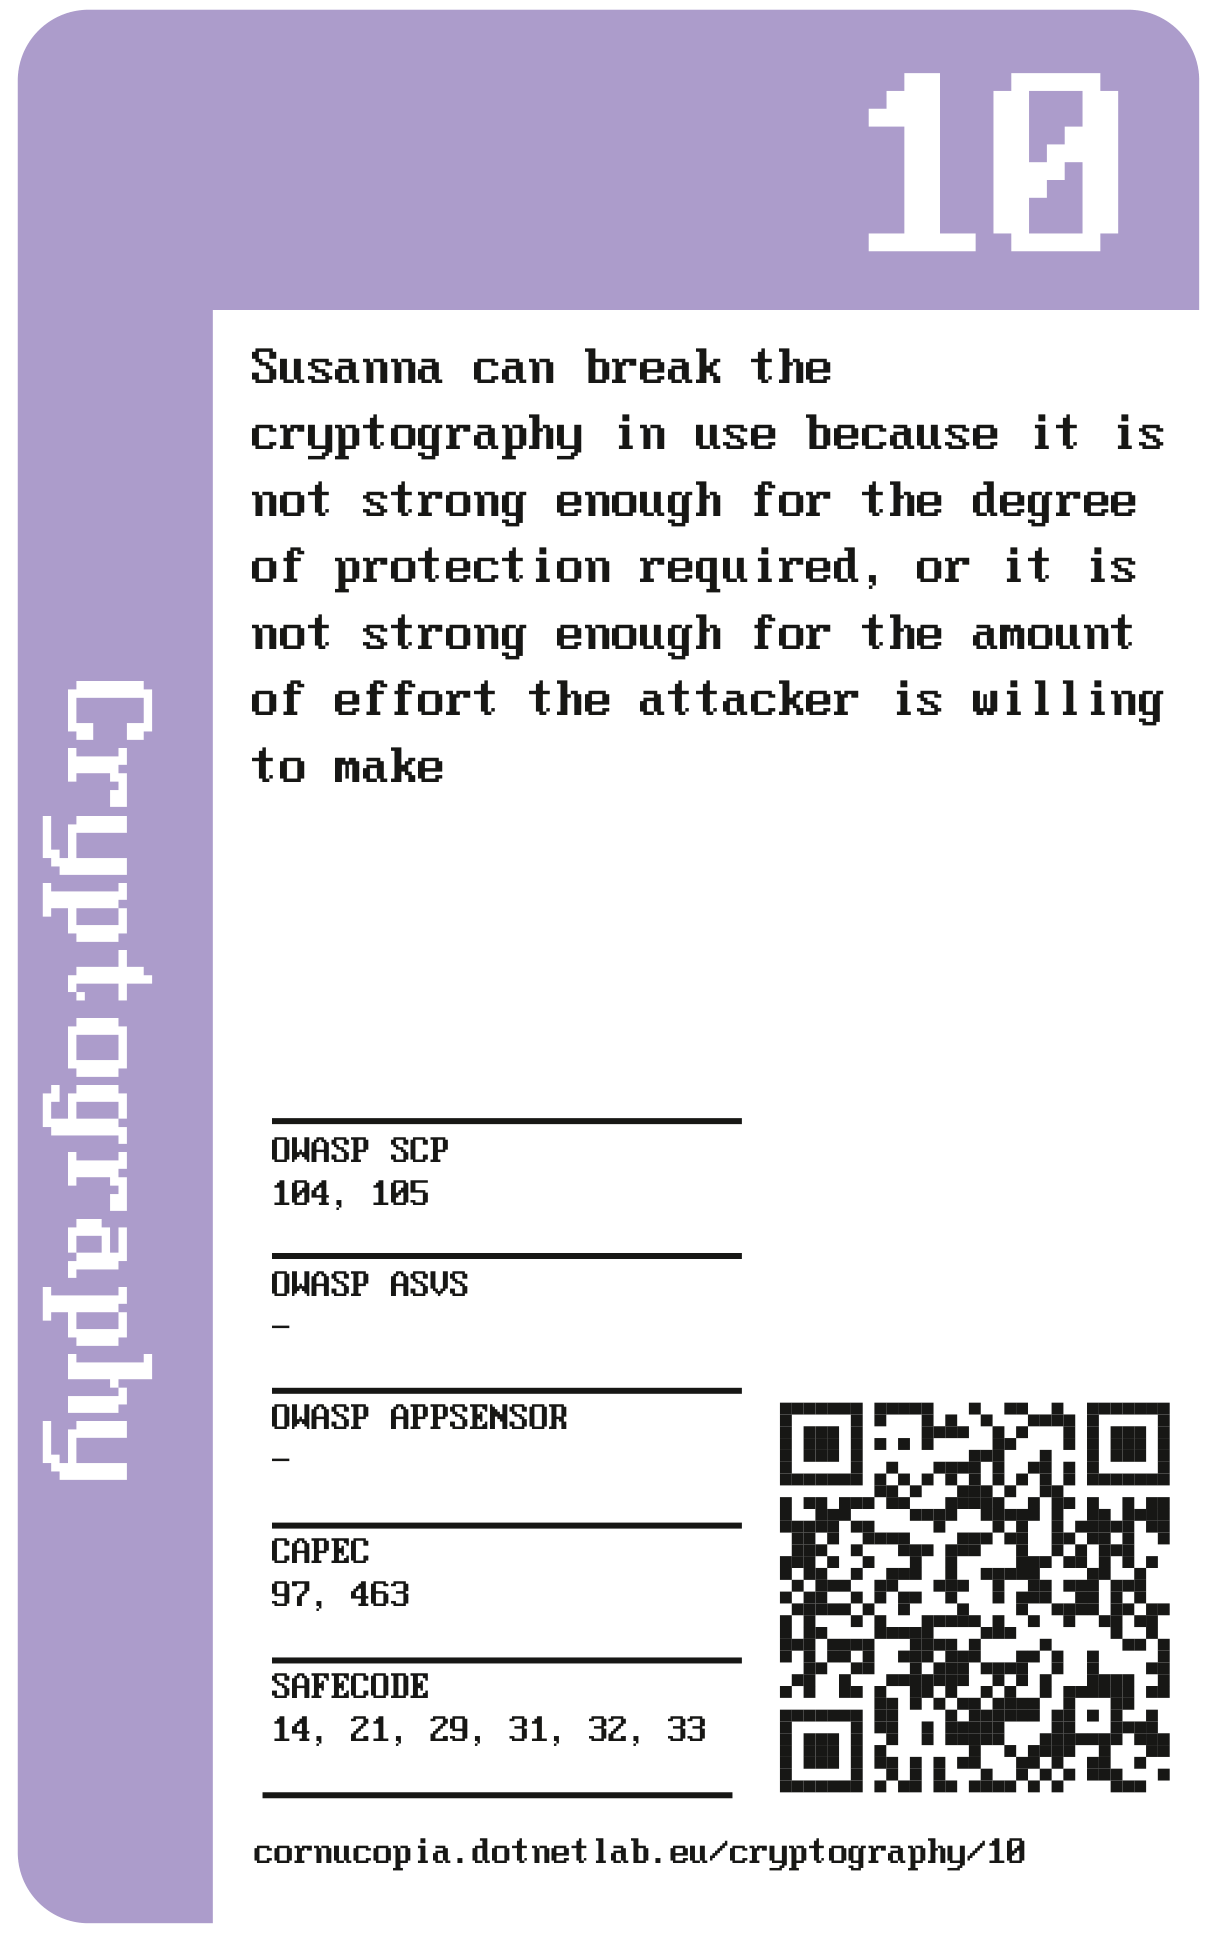 10
Cryptography
Susanna can break the
cryptography in use because it is
not strong enough for the degree
of protection required, or it is
not strong enough for the amount
of effort the attacker is willing
to make
OWASP SCP
104, 105
OWASP ASVS
–
OWASP APPSENSOR
–
CAPEC
97, 463
SAFECODE
14, 21, 29, 31, 32, 33
cornucopia.dotnetlab.eu/cryptography/10